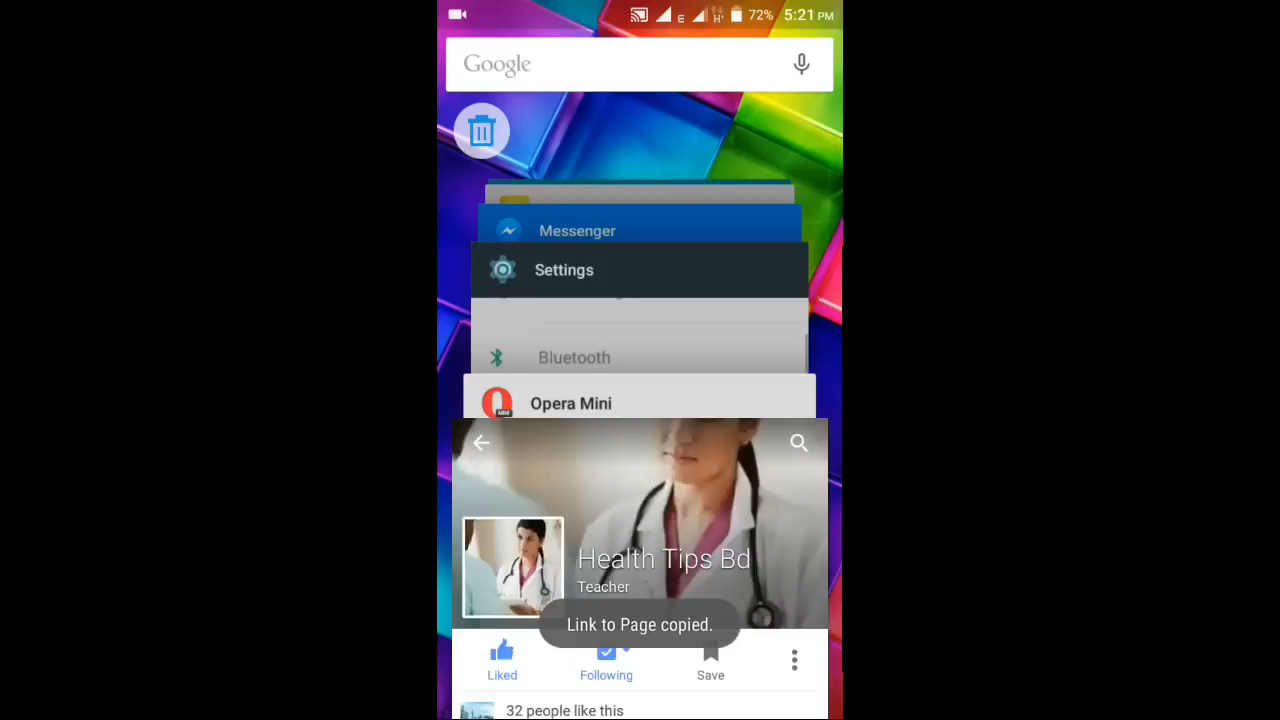 E
H
72%
5:21 PM
Google
Messenger
Settings
Bluetooth
Opera Mini
Health Tips Bd
Teacher
Link to Page copied.
Liked
Following
Save
32 people like this